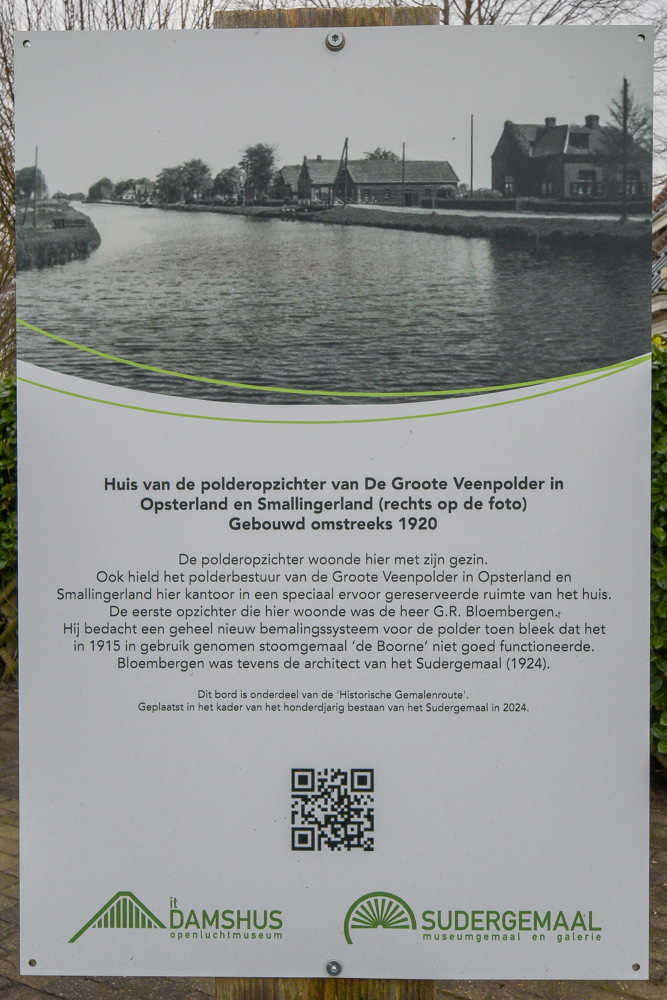 Huis van de polderopzichter van De Groote Veenpolder in
Opsterland en Smallingerland (rechts op de foto)
Gebouwd omstreeks 1920
De polderopzichter woonde hier met zijn gezin.
Ook hield het polderbestuur van de Groote Veenpolder in Opsterland en
Smallingerland hier kantoor in een speciaal ervoor gereserveerde ruimte van het huis.
De eerste opzichter die hier woonde was de heer G.R. Bloembergen.
Hij bedacht een geheel nieuw bemalingssysteem voor de polder toen bleek dat het
in 1915 in gebruik genomen stoomgemaal ‘de Boorne’ niet goed functioneerde.
Bloembergen was tevens de architect van het Sudergemaal (1924).
Dit bord is onderdeel van de ‘Historische Gemalenroute’.
Geplaatst in het kader van het honderdjarig bestaan van het Sudergemaal in 2024.
it
DAMSHUS
openluchtmuseum
SUDERGEMAAL
museumgemaal en galerie